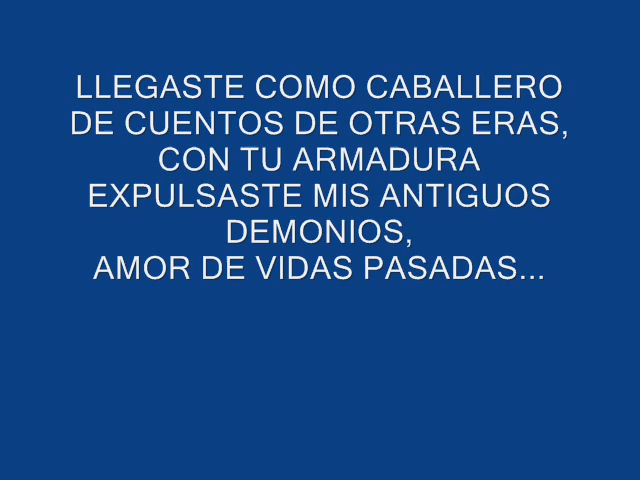 LLEGASTE COMO CABALLERO
DE CUENTOS DE OTRAS ERAS,
CON TU ARMADURA
EXPULSASTE MIS ANTIGUOS
DEMONIOS,
AMOR DE VIDAS PASADAS...